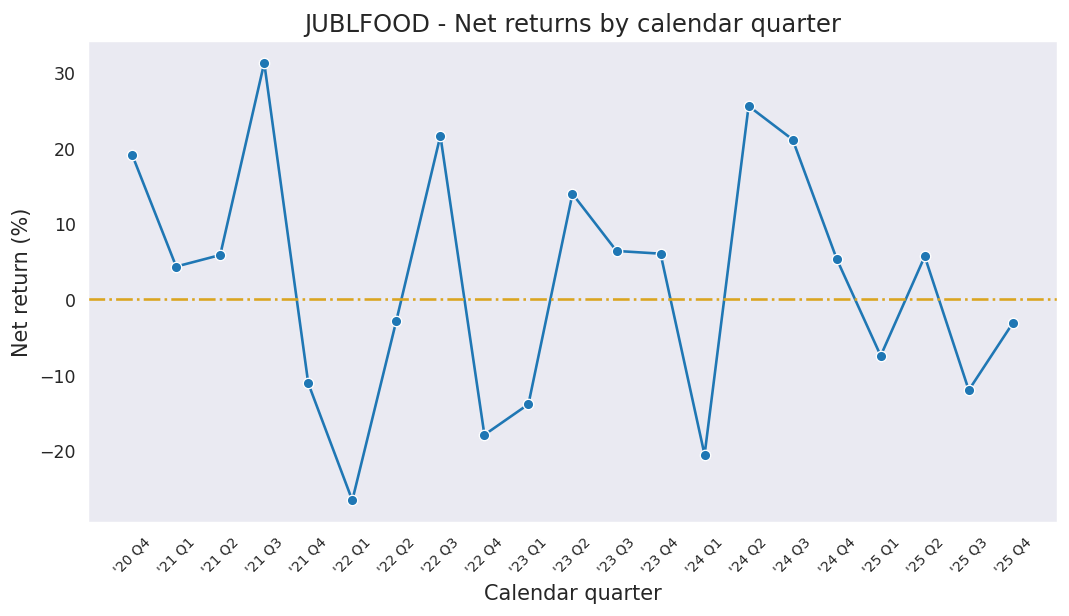 JUBLFOOD - Net returns by calendar quarter
Net return (%)
30
20
10
0
−10
−20
'20 Q4
'21 Q1
'21 Q2
'21 Q3
'21 Q4
'22 Q1
'22 Q2
'22 Q3
'22 Q4
'23 Q1
'23 Q2
'23 Q3
'23 Q4
'24 Q1
'24 Q2
'24 Q3
'24 Q4
'25 Q1
'25 Q2
'25 Q3
'25 Q4
Calendar quarter